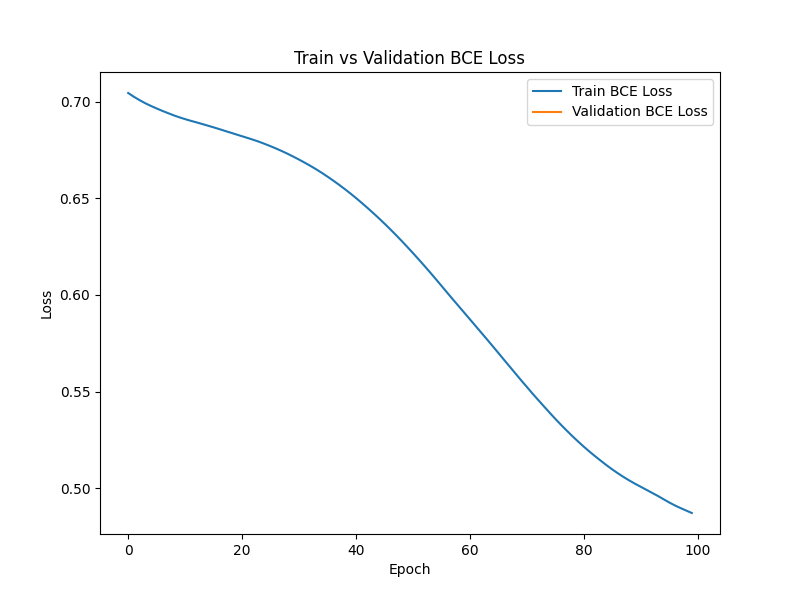 Train vs Validation BCE Loss
Train BCE Loss
Validation BCE Loss
0.70
0.65
0.60
0.55
0.50
Loss
0 20 40 60 80 100
Epoch